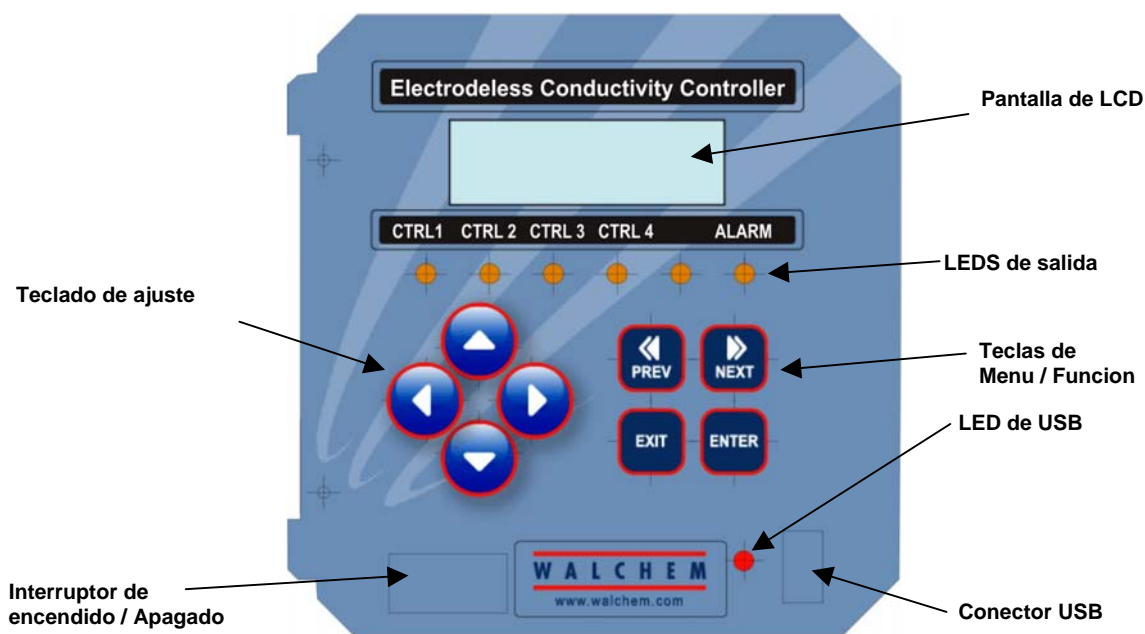 Electrodeless Conductivity Controller
Pantalla de LCD
CTRL1 CTRL 2 CTRL 3 CTRL 4 ALARM
LEDS de salida
Teclado de ajuste
PREV NEXT
Teclas de
Menu / Funcion
EXIT ENTER
LED de USB
WALCHEM
www.walchem.com
Interruptor de
encendido / Apagado
Conector USB